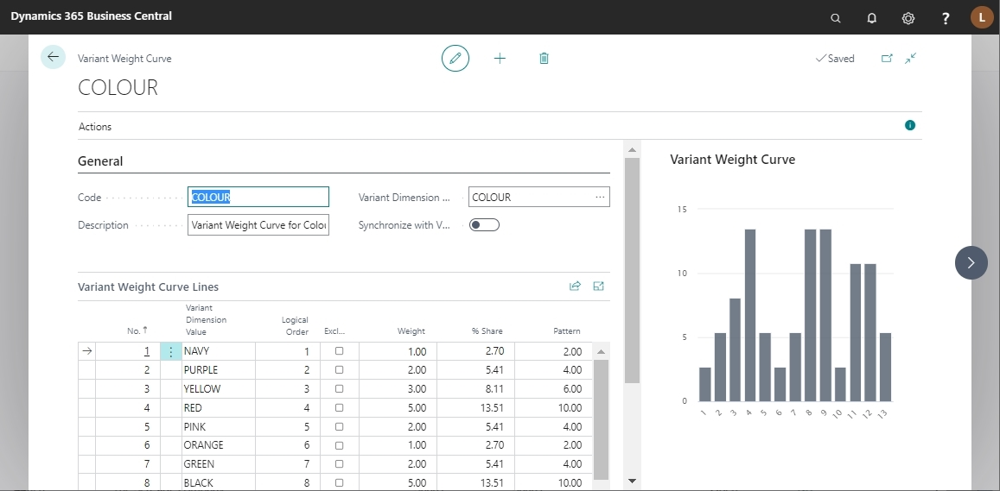 Dynamics 365 Business Central
?
L
Variant Weight Curve
Saved
COLOUR
Actions
General
Code
COLOUR
Variant Dimension ...
COLOUR
...
Description
Variant Weight Curve for Colou
Synchronize with V...
Variant Weight Curve Lines
No. ↑ Variant Dimension Value Logical Order Excl... Weight % Share Pattern
1 NAVY 1 1.00 2.70 2.00
2 PURPLE 2 2.00 5.41 4.00
3 YELLOW 3 3.00 8.11 6.00
4 RED 4 5.00 13.51 10.00
5 PINK 5 2.00 5.41 4.00
6 ORANGE 6 1.00 2.70 2.00
7 GREEN 7 2.00 5.41 4.00
8 BLACK 8 5.00 13.51 10.00
Variant Weight Curve
15
10
5
0
1 2 3 4 5 6 7 8 9 10 11 12 13